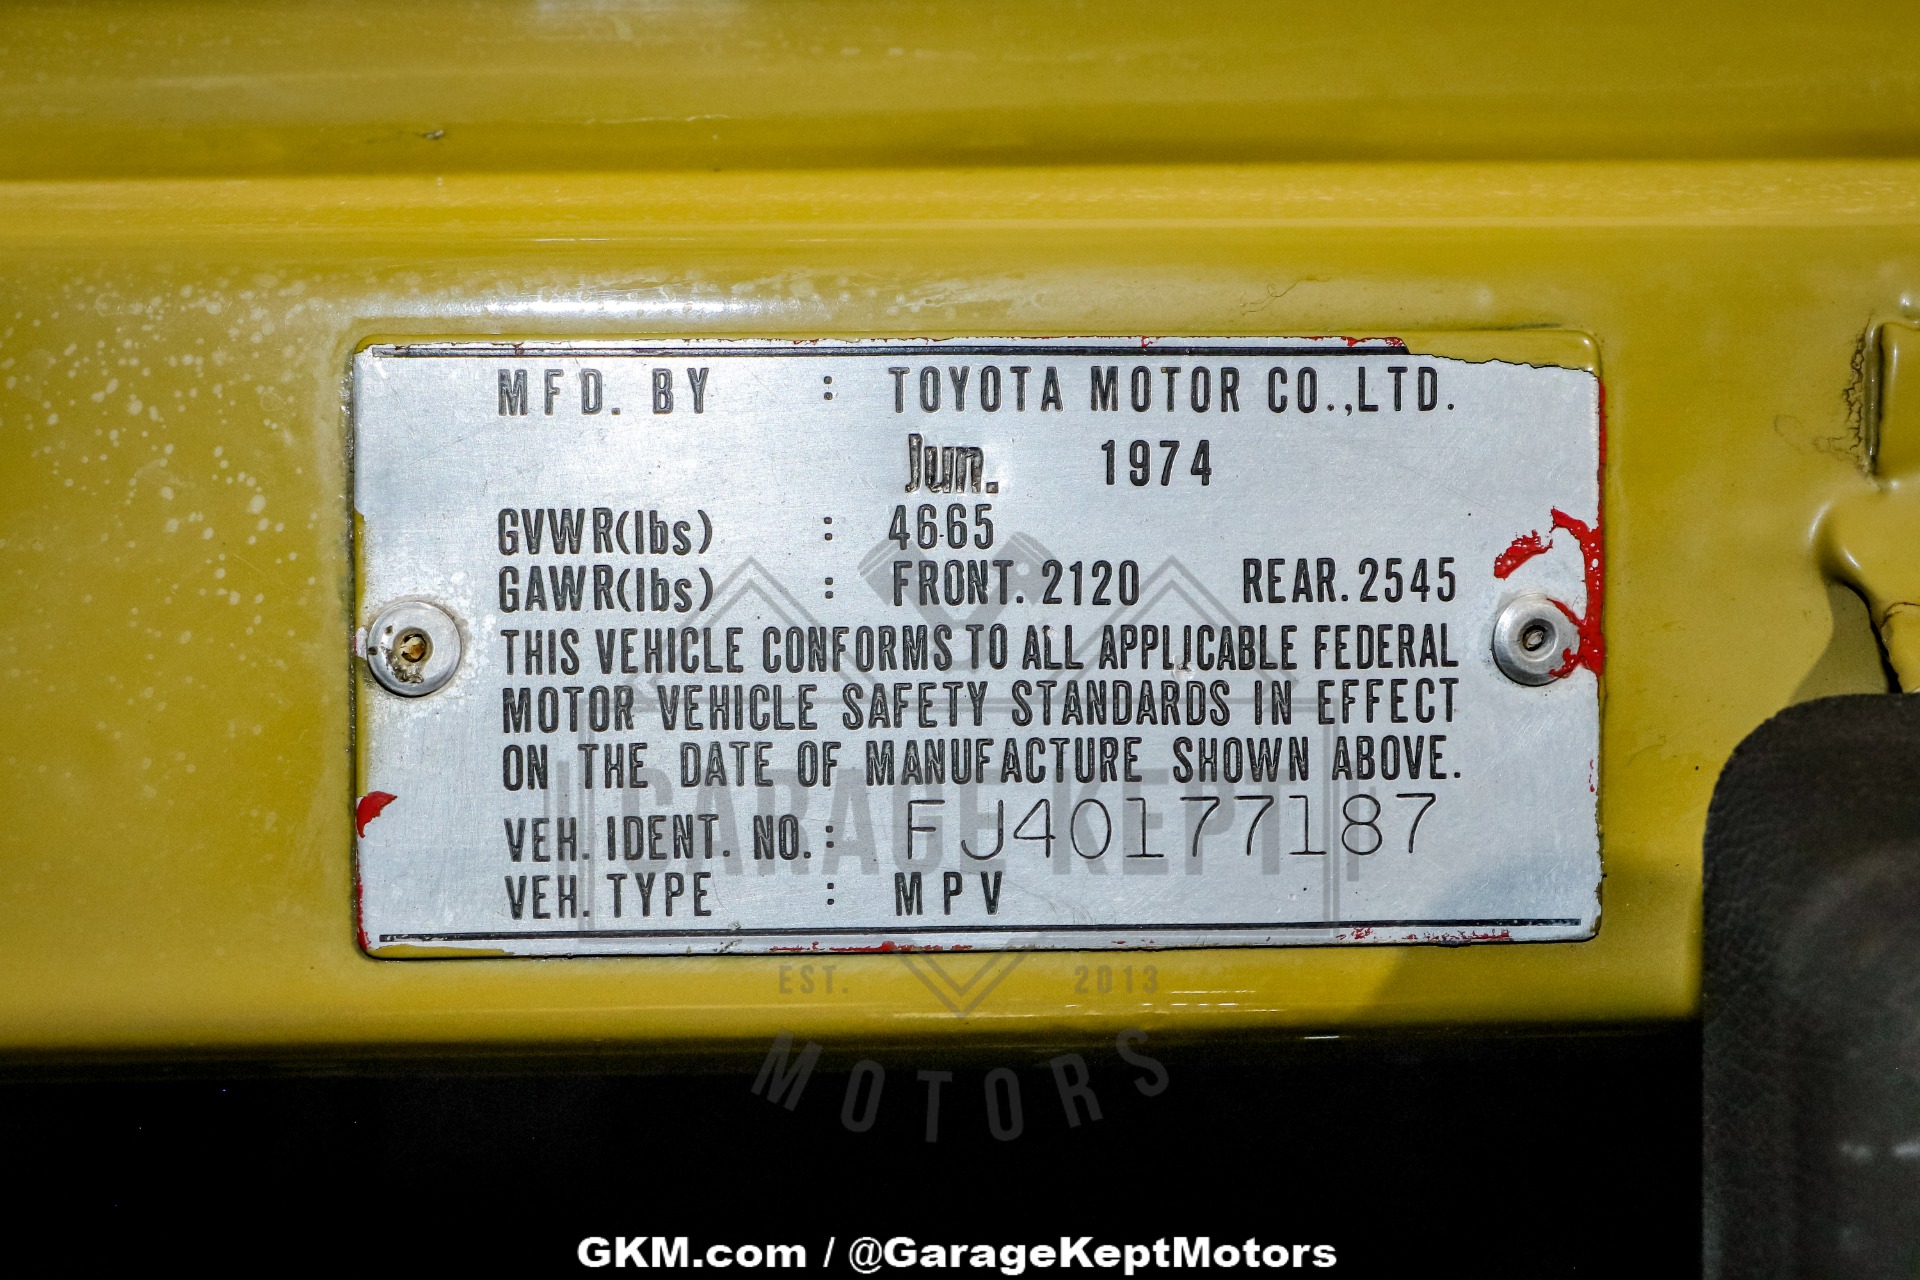 MFD. BY : TOYOTA MOTOR CO.,LTD.
Jun. 1974
GVWR(lbs) : 4665
GAWR(lbs) : FRONT. 2120 REAR. 2545
THIS VEHICLE CONFORMS TO ALL APPLICABLE FEDERAL
MOTOR VEHICLE SAFETY STANDARDS IN EFFECT
ON THE DATE OF MANUFACTURE SHOWN ABOVE.
VEH. IDENT. NO. : FJ40177187
VEH. TYPE : MPV
GARAGE KEPT
EST. 2013
MOTORS
GKM.com / @GarageKeptMotors